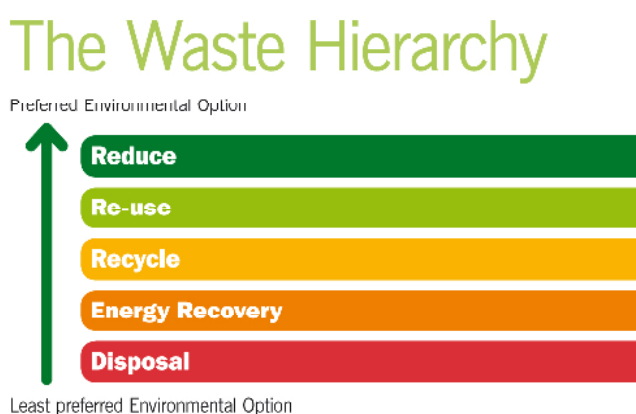 The Waste Hierarchy
Preferred Environmental Option
Reduce
Re-use
Recycle
Energy Recovery
Disposal
Least preferred Environmental Option